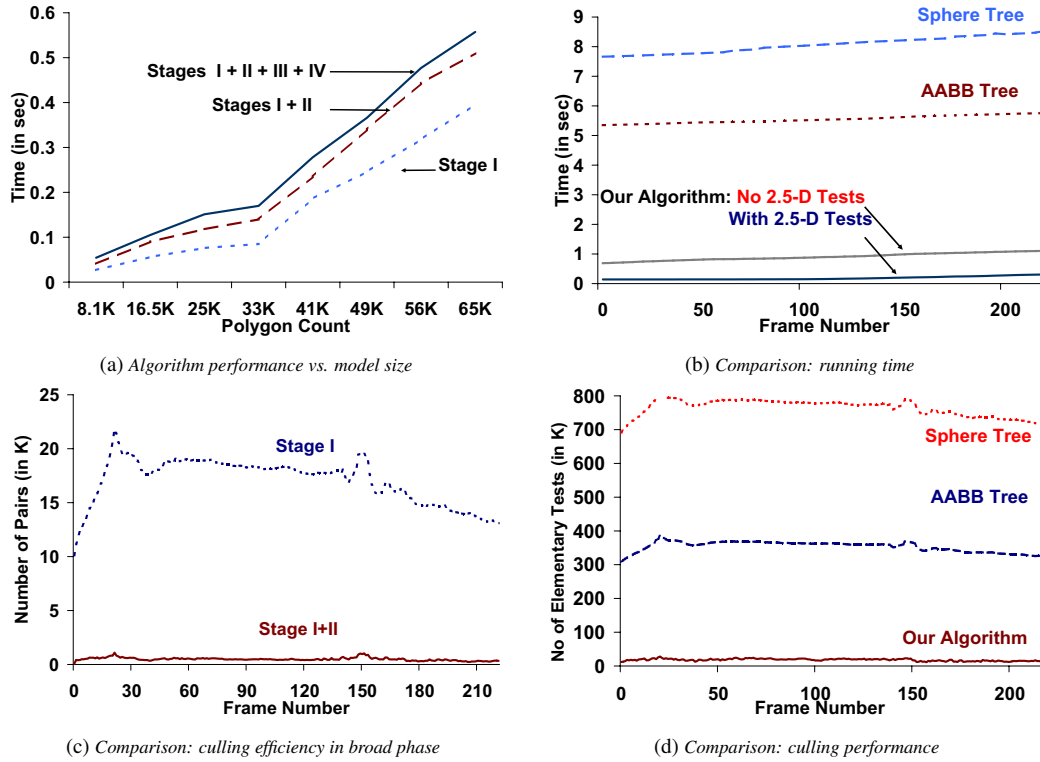 0.6
0.5
0.4
0.3
0.2
0.1
0
Time (in sec)
Stages I + II + III + IV
Stages I + II
Stage I
8.1K 16.5K 25K 33K 41K 49K 56K 65K
Polygon Count
(a) Algorithm performance vs. model size
9
8
7
6
5
4
3
2
1
0
Time (in sec)
Sphere Tree
AABB Tree
Our Algorithm: No 2.5-D Tests
With 2.5-D Tests
0 50 100 150 200
Frame Number
(b) Comparison: running time
25
20
15
10
5
0
Number of Pairs (in K)
Stage I
Stage I+II
0 30 60 90 120 150 180 210
Frame Number
(c) Comparison: culling efficiency in broad phase
800
700
600
500
400
300
200
100
0
No of Elementary Tests (in K)
Sphere Tree
AABB Tree
Our Algorithm
0 50 100 150 200
Frame Number
(d) Comparison: culling performance